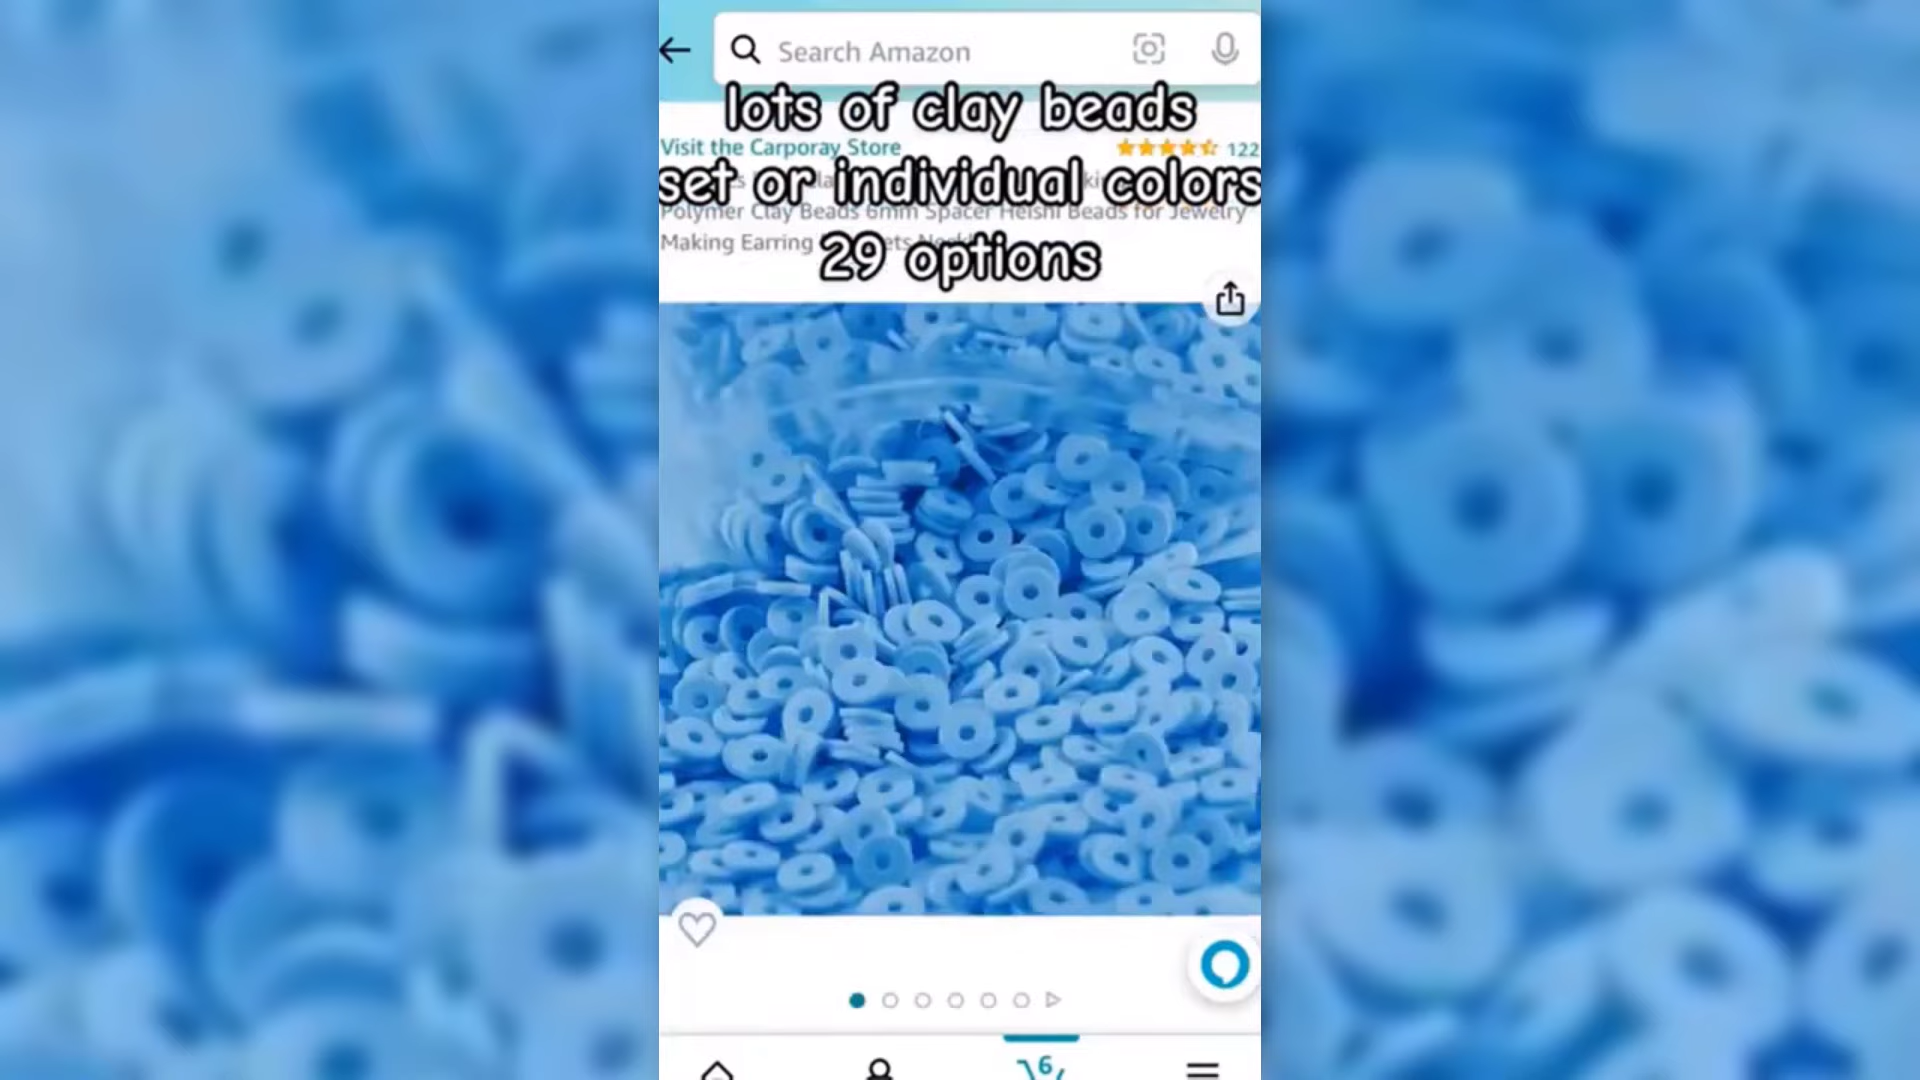 Search Amazon
lots of clay beads
Visit the Carporay Store 122
set or individual colors
Polymer Clay Beads 6mm Spacer Heishi Beads for Jewelry
Making Earring
29 options
6